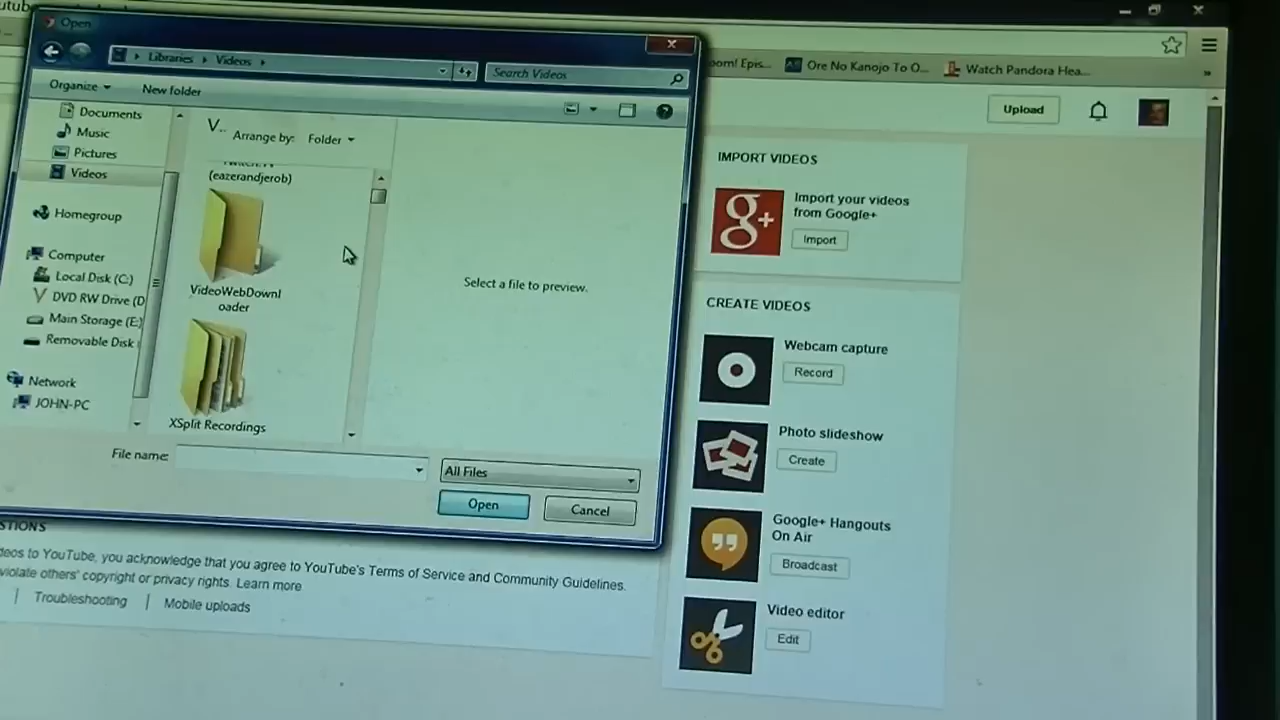 utub
Open
Libraries
Videos
Search Videos
oom! Epis...
Ore No Kanojo To O...
Watch Pandora Hea...
»
Organize
New folder
Upload
Documents
Music
Pictures
Videos
Homegroup
Computer
Local Disk (C:)
DVD RW Drive (D
Main Storage (E:)
Removable Disk
Network
JOHN-PC
V...
Arrange by:
Folder
(eazerandjerob)
VideoWebDownl
oader
XSplit Recordings
Select a file to preview.
File name:
All Files
Open
Cancel
IMPORT VIDEOS
g+
Import your videos
from Google+
Import
CREATE VIDEOS
Webcam capture
Record
Photo slideshow
Create
Google+ Hangouts
On Air
Broadcast
Video editor
Edit
STIONS
deos to YouTube, you acknowledge that you agree to YouTube's Terms of Service and Community Guidelines.
violate others' copyright or privacy rights. Learn more
| Troubleshooting | Mobile uploads